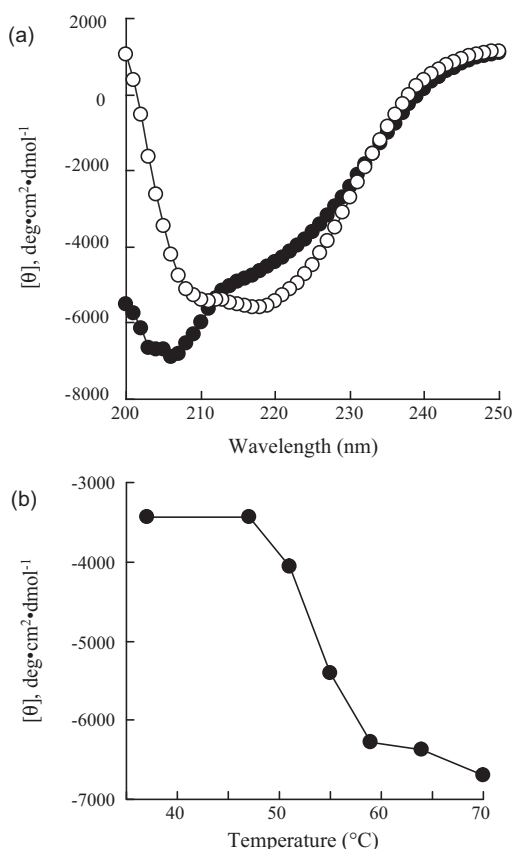 (a)
[θ], deg•cm²•dmol⁻¹
2000
0
-2000
-4000
-6000
-8000
200 210 220 230 240 250
Wavelength (nm)
(b)
[θ], deg•cm²•dmol⁻¹
-3000
-4000
-5000
-6000
-7000
40 50 60 70
Temperature (°C)